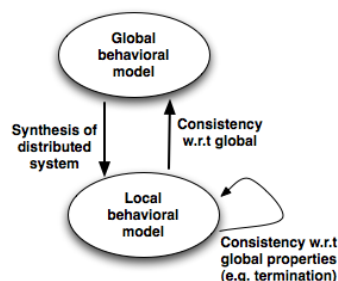 Global
behavioral
model
Synthesis of
distributed
system
Consistency
w.r.t global
Local
behavioral
model
Consistency w.r.t
global properties
(e.g. termination)